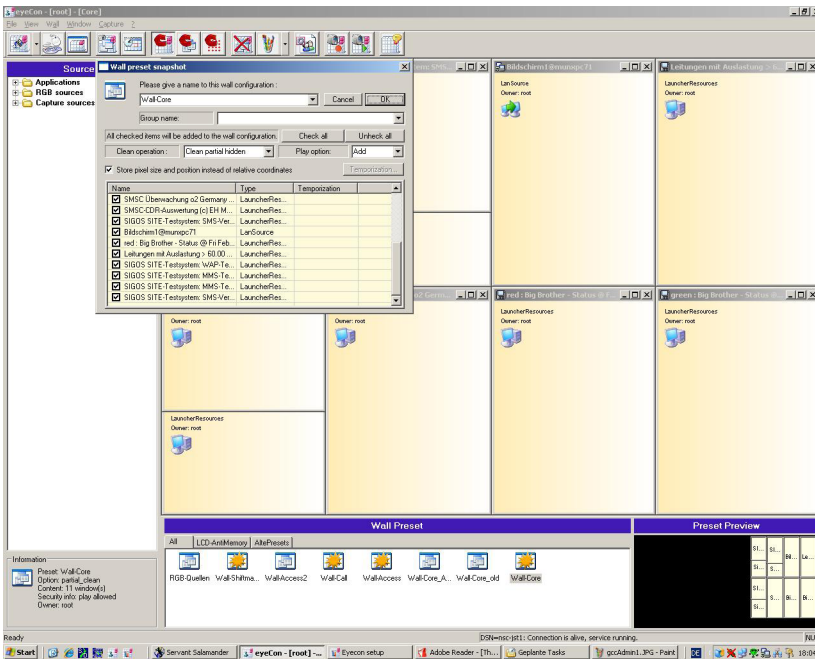 eyeCon - [root] - [Core]
File View Wall Window Capture ?
Source
Applications
RGB sources
Capture sources
Wall preset snapshot
Please give a name to this wall configuration :
Wall-Core
Cancel
OK
Group name:
All checked items will be added to the wall configuration.
Check all
Uncheck all
Clean operation :
Clean partial hidden
Play option:
Add
Store pixel size and position instead of relative coordinates
Temporization...
Name Type Temporization
SMSC Überwachung o2 Germany ... LauncherRes...
SMSC-CDR-Auswertung (c) EH M... LauncherRes...
SIGOS SITE-Testsystem: SMS-Ver... LauncherRes...
Bildschirm1@munxpc71 LanSource
red : Big Brother - Status @ Fri Feb... LauncherRes...
Leitungen mit Auslastung > 60.00 ... LauncherRes...
SIGOS SITE-Testsystem: WAP-Te... LauncherRes...
SIGOS SITE-Testsystem: MMS-Te... LauncherRes...
SIGOS SITE-Testsystem: MMS-Te... LauncherRes...
SIGOS SITE-Testsystem: SMS-Ver... LauncherRes...
Bildschirm1@munxpc71
LanSource
Owner: root
Leitungen mit Auslastung >
LauncherResources
Owner: root
Owner: root
Owner: root
red : Big Brother - Status @
LauncherResources
Owner: root
green : Big Brother - Status @
LauncherResources
Owner: root
LauncherResources
Owner: root
Wall Preset
All LCD-AntiMemory AltePresets
RGB-Quellen Wall-Shiftma... Wall-Access2 Wall-Call Wall-Access Wall-Core_A... Wall-Core_old Wall-Core
Preset Preview
SI... SI... Bil... Le...
SI... S...
SI... S... Bi... Bi...
SI...
Information
Preset: Wall-Core
Option: partial_clean
Content: 11 window(s)
Security info: play allowed
Owner: root
Ready
DSN=nsc-jst1: Connection is alive, service running.
NU
Start
Servant Salamander
eyeCon - [root] -...
Eyecon setup
Adobe Reader - [Th...
Geplante Tasks
gccAdmin1.JPG - Paint
DE
18:04